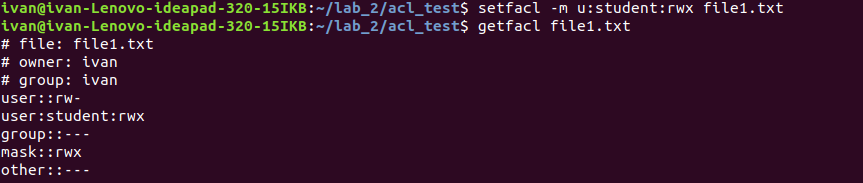 ivan@ivan-Lenovo-ideapad-320-15IKB:~/lab_2/acl_test$ setfacl -m u:student:rwx file1.txt
ivan@ivan-Lenovo-ideapad-320-15IKB:~/lab_2/acl_test$ getfacl file1.txt
# file: file1.txt
# owner: ivan
# group: ivan
user::rw-
user:student:rwx
group::---
mask::rwx
other::---